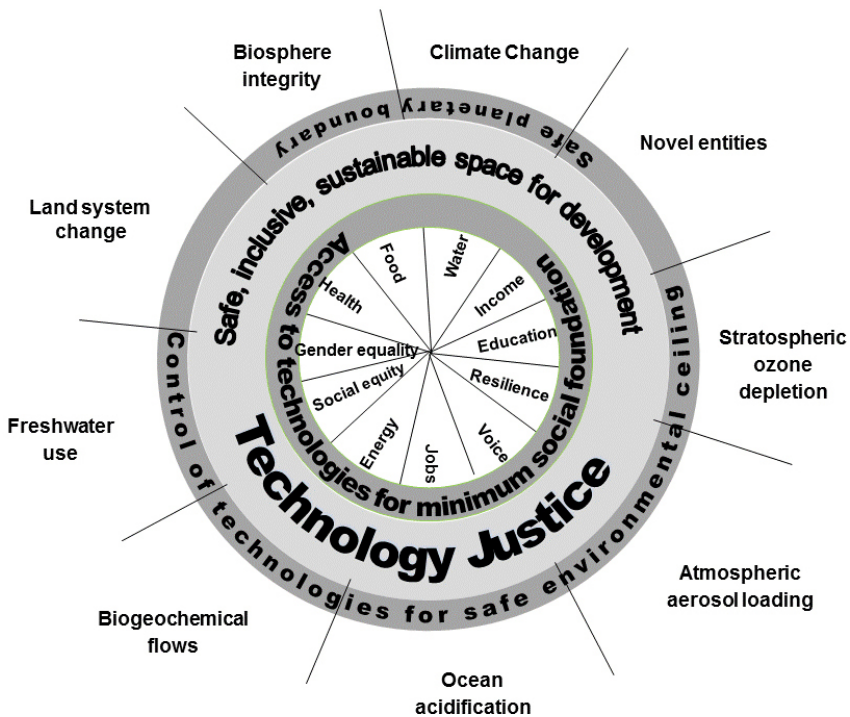 Biosphere
integrity
Climate Change
Novel entities
Land system
change
Stratospheric
ozone
depletion
Freshwater
use
Atmospheric
aerosol loading
Biogeochemical
flows
Ocean
acidification
Safe planetary boundary
Safe, inclusive, sustainable space for development
Control of technologies for safe environmental ceiling
Access to technologies for minimum social foundation
Technology Justice
Food
Water
Income
Education
Resilience
Voice
Jobs
Energy
Social equity
Gender equality
Health